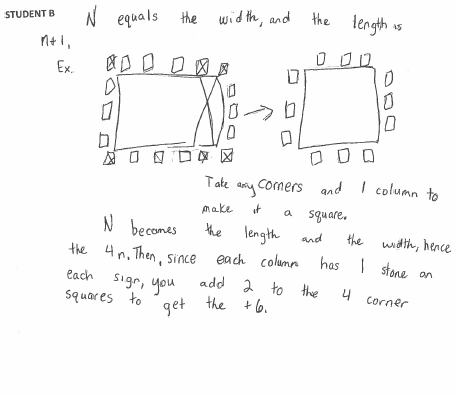 STUDENT B N equals the width, and the length is
n+1,
Ex.
Take any corners and 1 column to
make it a square.
N becomes the length and the width, hence
the 4n. Then, since each column has 1 stone on
each sign, you add 2 to the 4 corner
squares to get the +6.